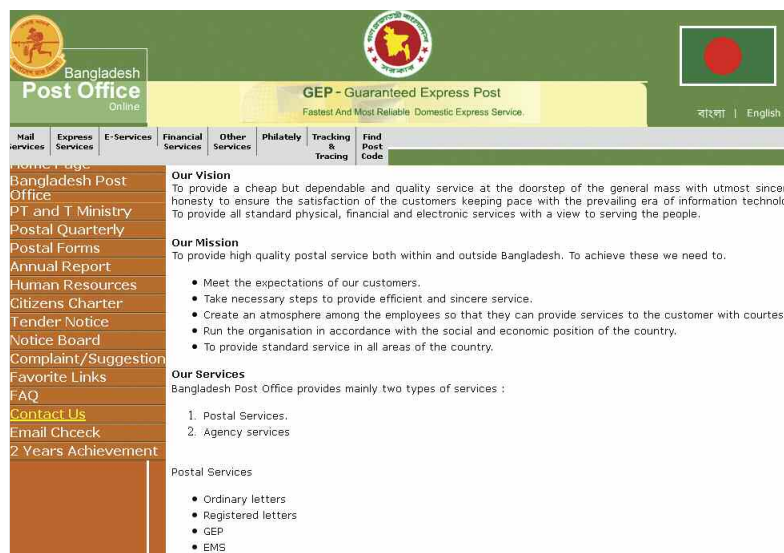 Bangladesh
Post Office
Online
GEP - Guaranteed Express Post
Fastest And Most Reliable Domestic Express Service.
বাংলা | English
Mail Services
Express Services
E-Services
Financial Services
Other Services
Philately
Tracking & Tracing
Find Post Code
Home Page
Bangladesh Post
Office
PT and T Ministry
Postal Quarterly
Postal Forms
Annual Report
Human Resources
Citizens Charter
Tender Notice
Notice Board
Complaint/Suggestion
Favorite Links
FAQ
Contact Us
Email Chceck
2 Years Achievement
Our Vision
To provide a cheap but dependable and quality service at the doorstep of the general mass with utmost since
honesty to ensure the satisfaction of the customers keeping pace with the prevailing era of information technolo
To provide all standard physical, financial and electronic services with a view to serving the people.
Our Mission
To provide high quality postal service both within and outside Bangladesh. To achieve these we need to.
Meet the expectations of our customers.
Take necessary steps to provide efficient and sincere service.
Create an atmosphere among the employees so that they can provide services to the customer with courtes
Run the organisation in accordance with the social and economic position of the country.
To provide standard service in all areas of the country.
Our Services
Bangladesh Post Office provides mainly two types of services :
1. Postal Services.
2. Agency services
Postal Services
Ordinary letters
Registered letters
GEP
EMS